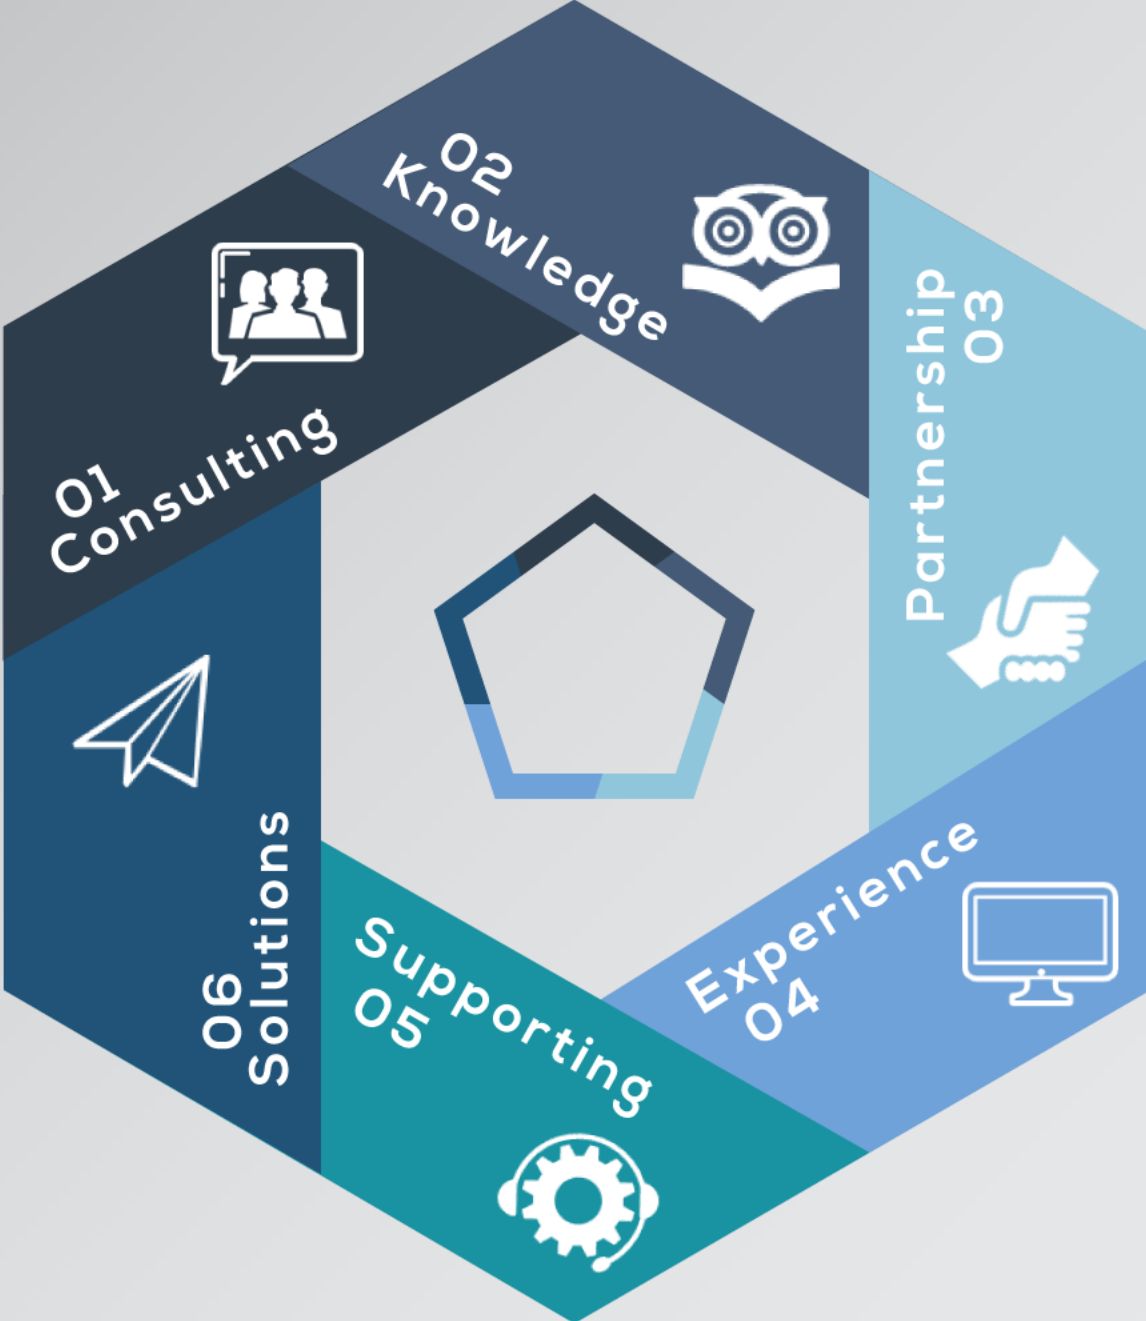 01
Consulting
02
Knowledge
Partnership
03
Experience
04
Supporting
05
06
Solutions